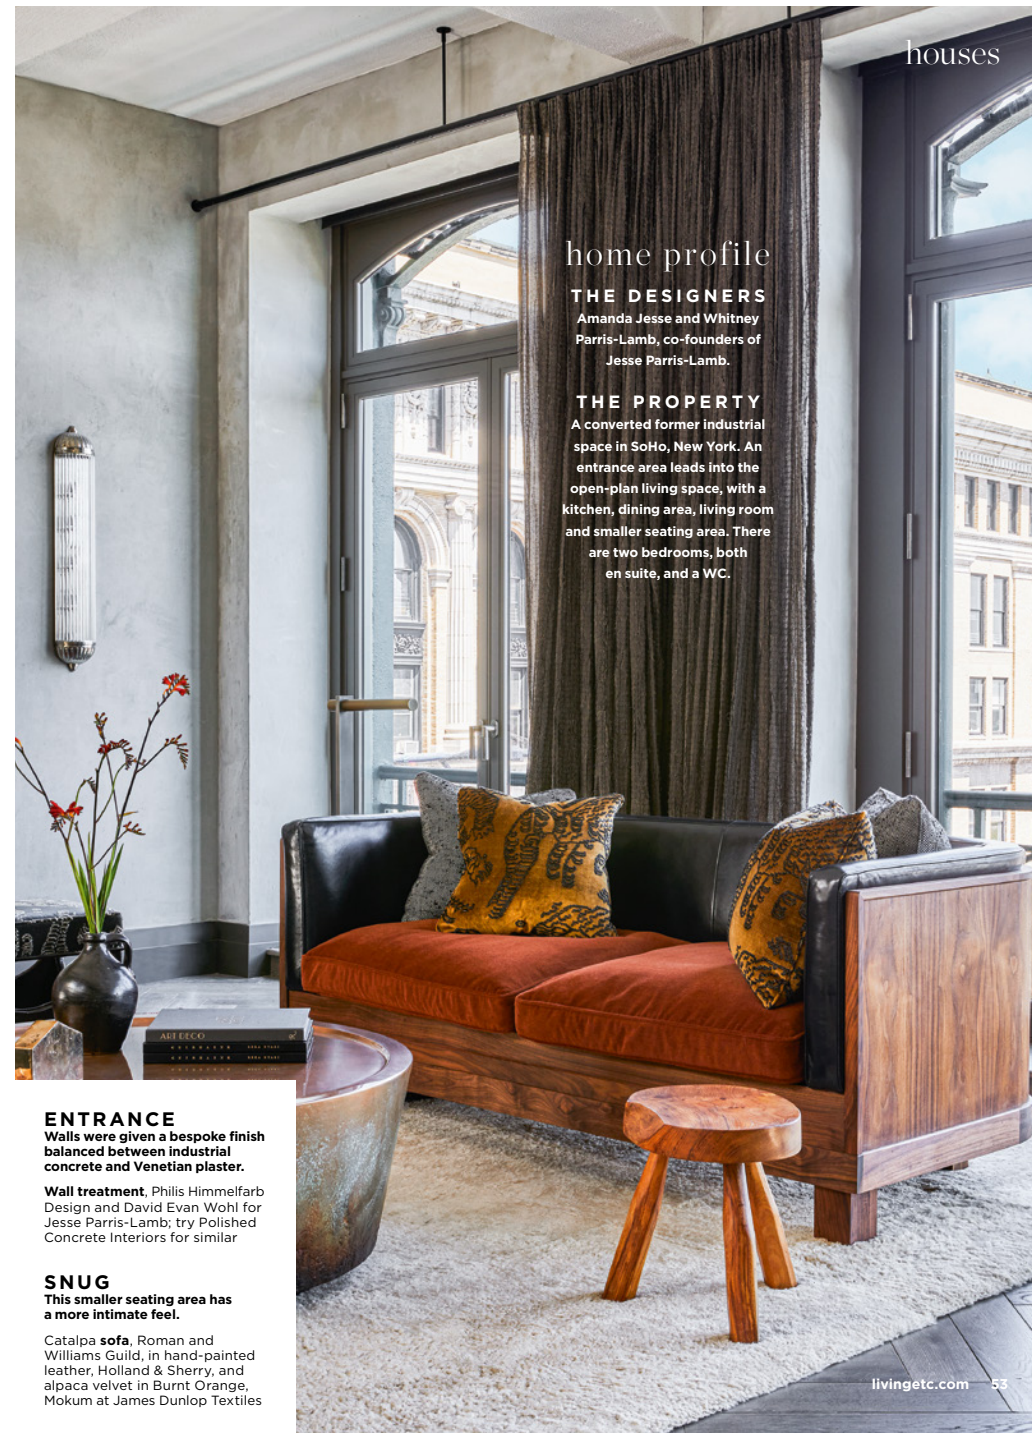 houses
home profile
THE DESIGNERS
Amanda Jesse and Whitney
Parris-Lamb, co-founders of
Jesse Parris-Lamb.
THE PROPERTY
A converted former industrial
space in SoHo, New York. An
entrance area leads into the
open-plan living space, with a
kitchen, dining area, living room
and smaller seating area. There
are two bedrooms, both
en suite, and a WC.
ART DECO
ENTRANCE
Walls were given a bespoke finish
balanced between industrial
concrete and Venetian plaster.
Wall treatment, Philis Himmelfarb
Design and David Evan Wohl for
Jesse Parris-Lamb; try Polished
Concrete Interiors for similar
SNUG
This smaller seating area has
a more intimate feel.
Catalpa sofa, Roman and
Williams Guild, in hand-painted
leather, Holland & Sherry, and
alpaca velvet in Burnt Orange,
Mokum at James Dunlop Textiles
livingetc.com 53